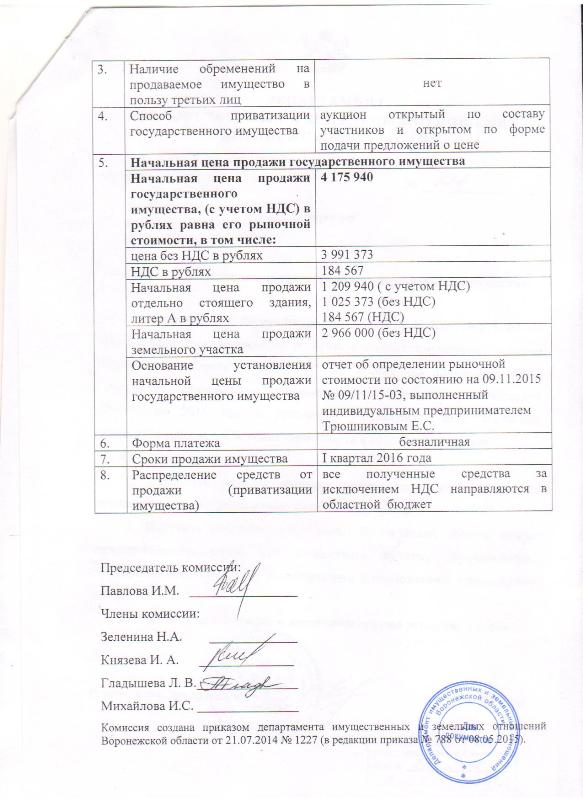 3. Наличие обременений на
продаваемое имущество в нет
пользу третьих лиц
4. Способ приватизации аукцион открытый по составу
государственного имущества участников и открытом по форме
подачи предложений о цене
5. Начальная цена продажи государственного имущества
Начальная цена продажи 4 175 940
государственного
имущества, (с учетом НДС) в
рублях равна его рыночной
стоимости, в том числе:
цена без НДС в рублях 3 991 373
НДС в рублях 184 567
Начальная цена продажи 1 209 940 ( с учетом НДС)
отдельно стоящего здания, 1 025 373 (без НДС)
литер А в рублях 184 567 (НДС)
Начальная цена продажи 2 966 000 (без НДС)
земельного участка
Основание установления отчет об определении рыночной
начальной цены продажи стоимости по состоянию на 09.11.2015
государственного имущества № 09/11/15-03, выполненный
индивидуальным предпринимателем
Трюшниковым Е.С.
6. Форма платежа безналичная
7. Сроки продажи имущества I квартал 2016 года
8. Распределение средств от все полученные средства за
продажи (приватизации исключением НДС направляются в
имущества) областной бюджет
Председатель комиссии:
Павлова И.М.
Члены комиссии:
Зеленина Н.А.
Князева И. А.
Гладышева Л. В.
Михайлова И.С.
Комиссия создана приказом департамента имущественных и земельных отношений
Воронежской области от 21.07.2014 № 1227 (в редакции приказа № 788 от 08.05.2015).
Департамент имущественных и земельных отношений
Воронежской области
Для
документов